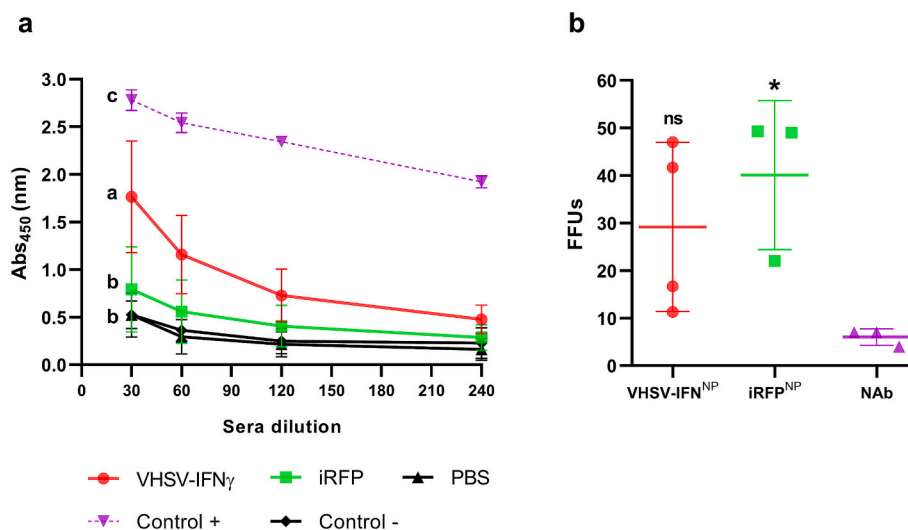 a
b
3.0
2.5
2.0
1.5
1.0
0.5
0.0
Abs450 (nm)
c
a
b
b
0 30 60 90 120 150 180 210 240
Sera dilution
VHSV-IFNγ iRFP PBS
Control + Control -
60
50
40
30
20
10
0
FFUs
ns
*
VHSV-IFNNP iRFPNP NAb